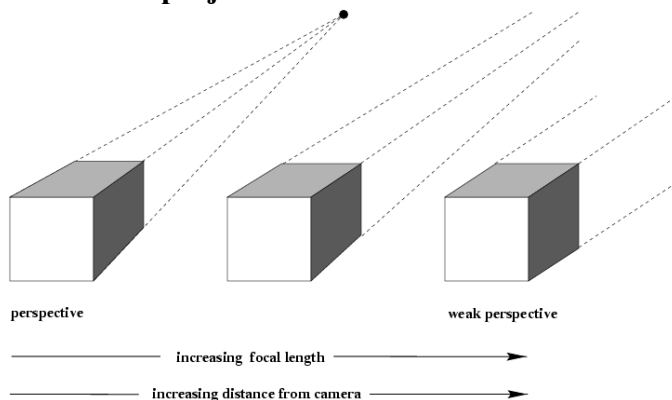 perspective
weak perspective
increasing focal length
increasing distance from camera